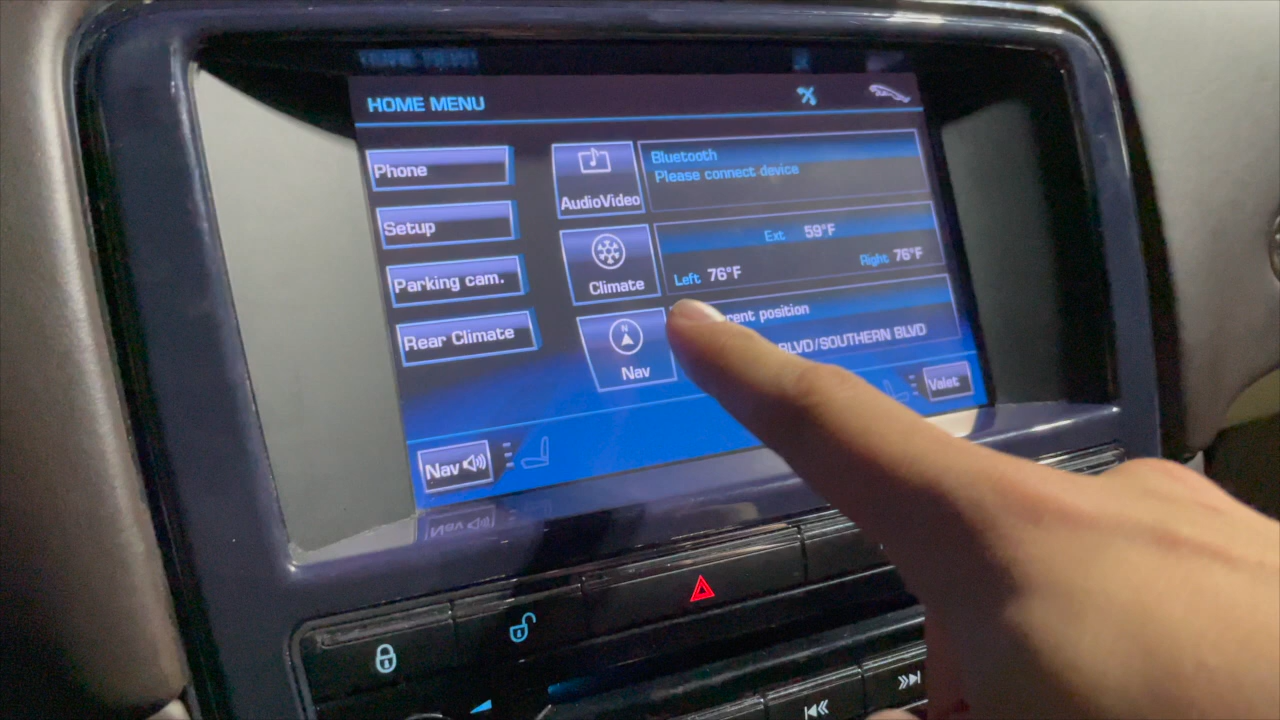 HOME MENU
Phone
Setup
Parking cam.
Rear Climate
AudioVideo
Bluetooth
Please connect device
Climate
Ext 59°F
Left 76°F
Right 76°F
N
Nav
position
BLVD/SOUTHERN BLVD
Nav
Valet